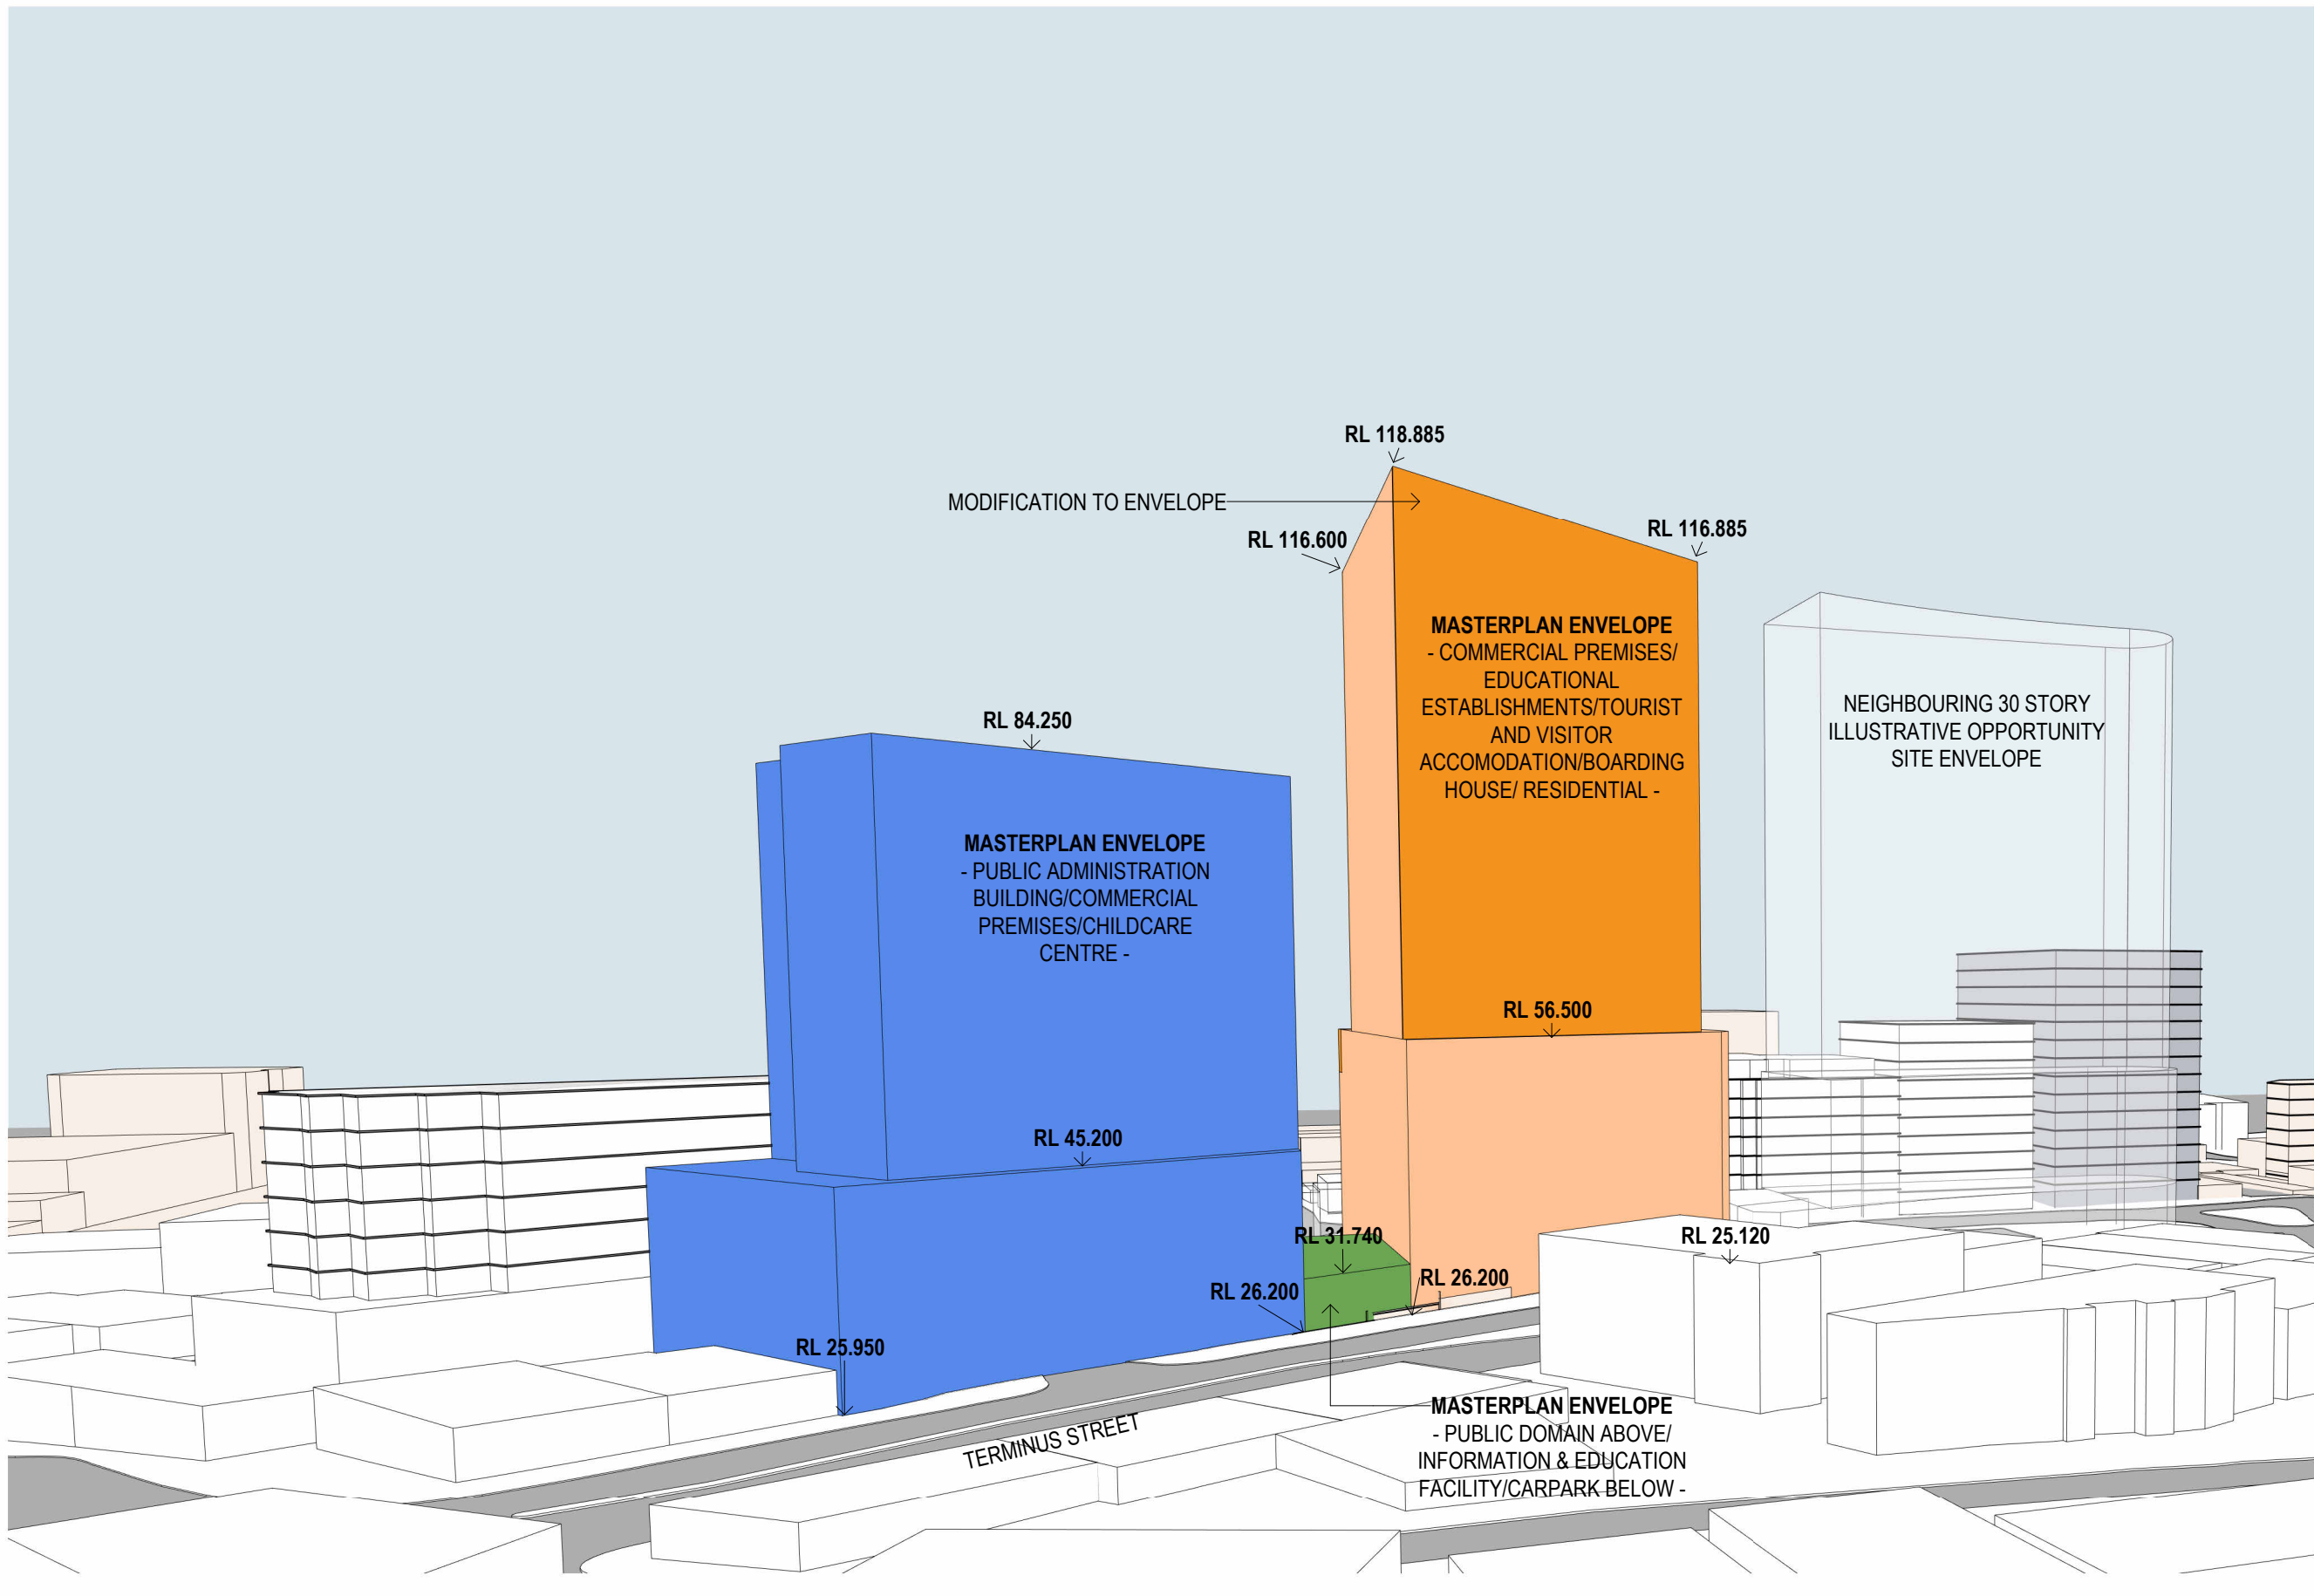 RL 118.885
MODIFICATION TO ENVELOPE
RL 116.600
RL 116.885
MASTERPLAN ENVELOPE
- COMMERCIAL PREMISES/
EDUCATIONAL
ESTABLISHMENTS/TOURIST
AND VISITOR
ACCOMODATION/BOARDING
HOUSE/ RESIDENTIAL -
NEIGHBOURING 30 STORY
ILLUSTRATIVE OPPORTUNITY
SITE ENVELOPE
RL 84.250
MASTERPLAN ENVELOPE
- PUBLIC ADMINISTRATION
BUILDING/COMMERCIAL
PREMISES/CHILDCARE
CENTRE -
RL 56.500
RL 45.200
RL 31.740
RL 25.120
RL 26.200
RL 26.200
RL 25.950
TERMINUS STREET
MASTERPLAN ENVELOPE
- PUBLIC DOMAIN ABOVE/
INFORMATION & EDUCATION
FACILITY/CARPARK BELOW -